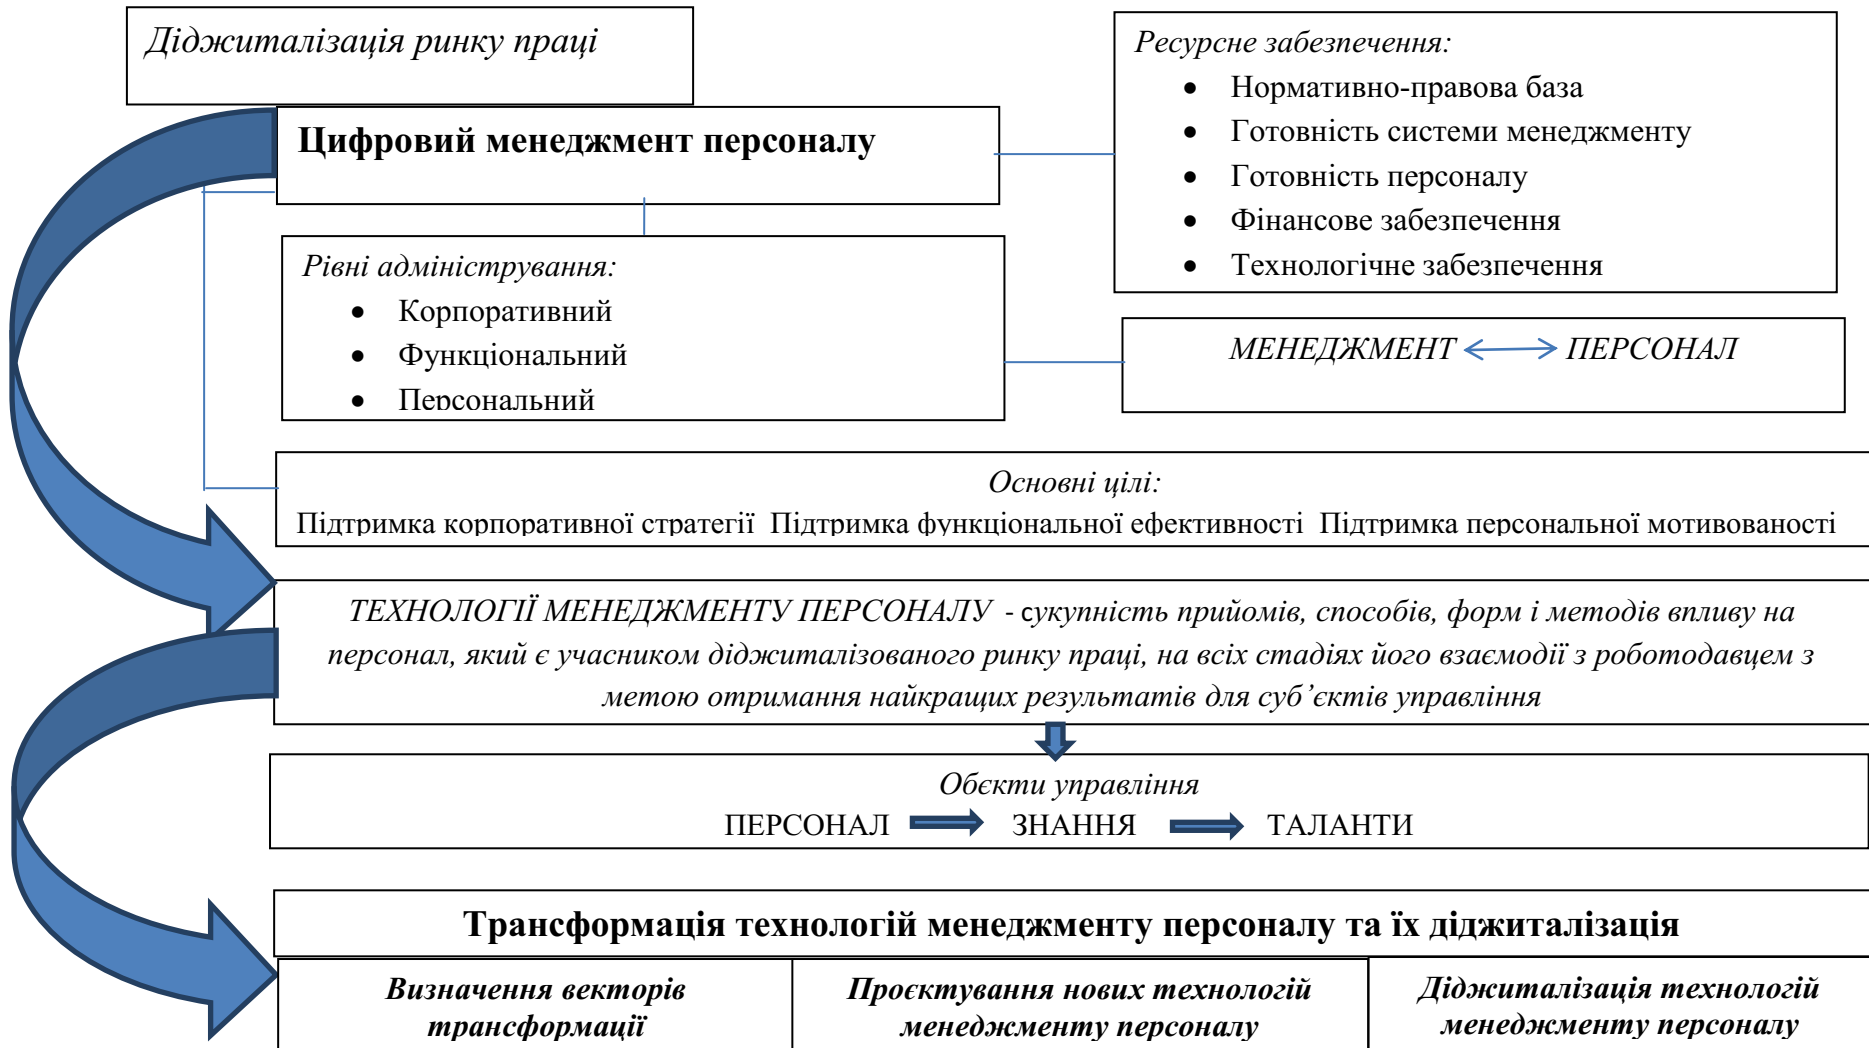 Діджиталізація ринку праці
Цифровий менеджмент персоналу
Ресурсне забезпечення:
• Нормативно-правова база
• Готовність системи менеджменту
• Готовність персоналу
• Фінансове забезпечення
• Технологічне забезпечення
Рівні адміністрування:
• Корпоративний
• Функціональний
• Персональний
МЕНЕДЖМЕНТ ПЕРСОНАЛ
Основні цілі:
Підтримка корпоративної стратегії Підтримка функціональної ефективності Підтримка персональної мотивованості
ТЕХНОЛОГІЇ МЕНЕДЖМЕНТУ ПЕРСОНАЛУ - сукупність прийомів, способів, форм і методів впливу на
персонал, який є учасником діджиталізованого ринку праці, на всіх стадіях його взаємодії з роботодавцем з
метою отримання найкращих результатів для суб’єктів управління
Обєкти управління
ПЕРСОНАЛ ЗНАННЯ ТАЛАНТИ
Трансформація технологій менеджменту персоналу та їх діджиталізація
Визначення векторів
трансформації
Проєктування нових технологій
менеджменту персоналу
Діджиталізація технологій
менеджменту персоналу